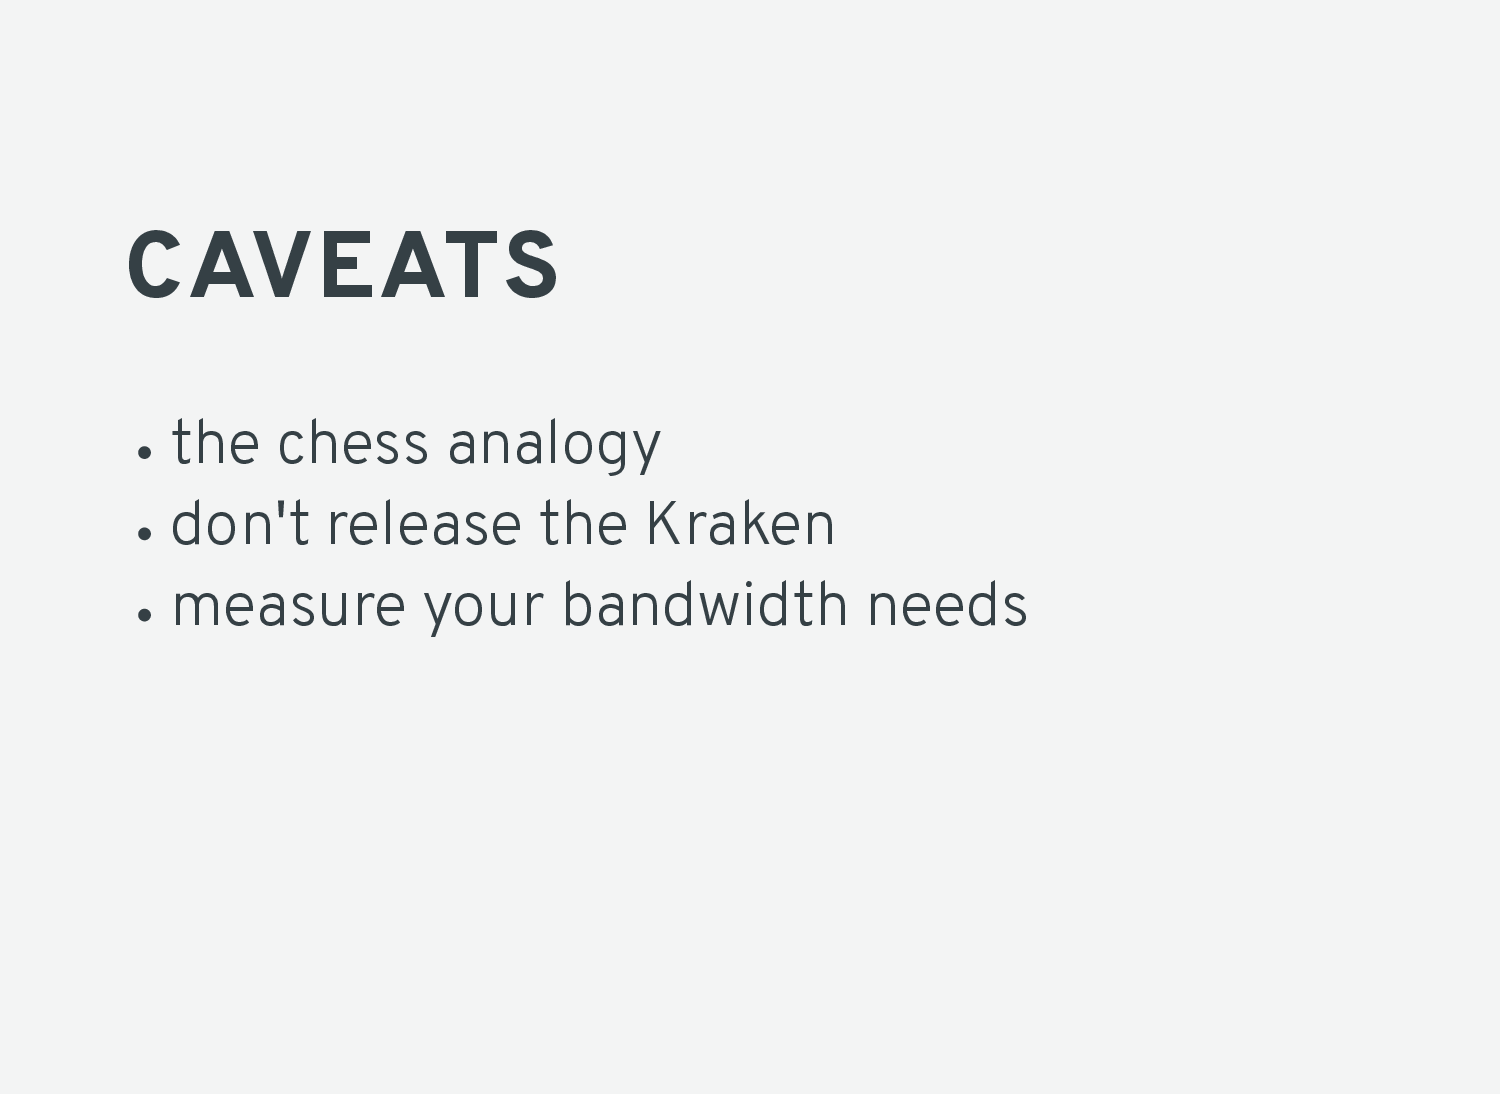 CAVEATS
• the chess analogy
• don't release the Kraken
• measure your bandwidth needs